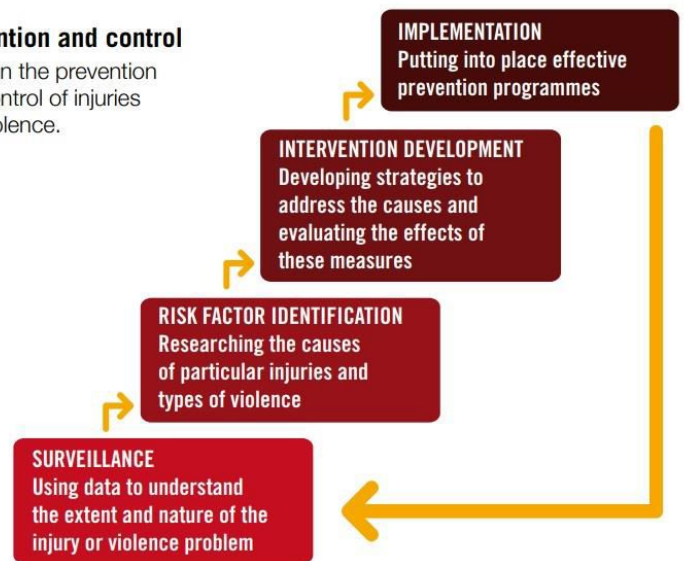 ntion and control
n the prevention
ontrol of injuries
olence.
IMPLEMENTATION
Putting into place effective
prevention programmes
INTERVENTION DEVELOPMENT
Developing strategies to
address the causes and
evaluating the effects of
these measures
RISK FACTOR IDENTIFICATION
Researching the causes
of particular injuries and
types of violence
SURVEILLANCE
Using data to understand
the extent and nature of the
injury or violence problem